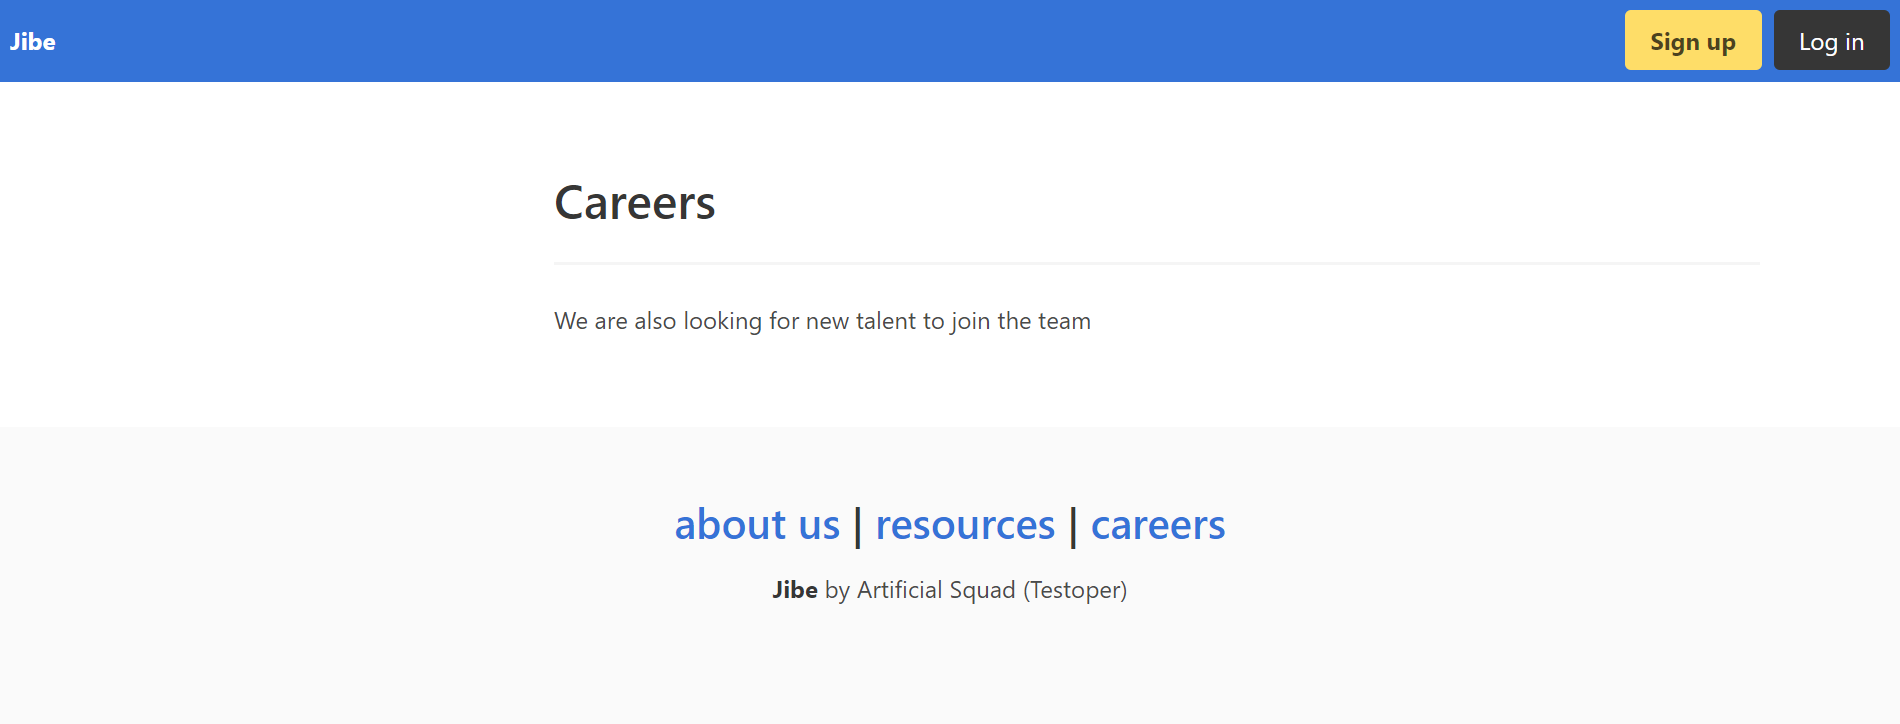 Jibe
Sign up
Log in
Careers
We are also looking for new talent to join the team
about us | resources | careers
Jibe by Artificial Squad (Testoper)